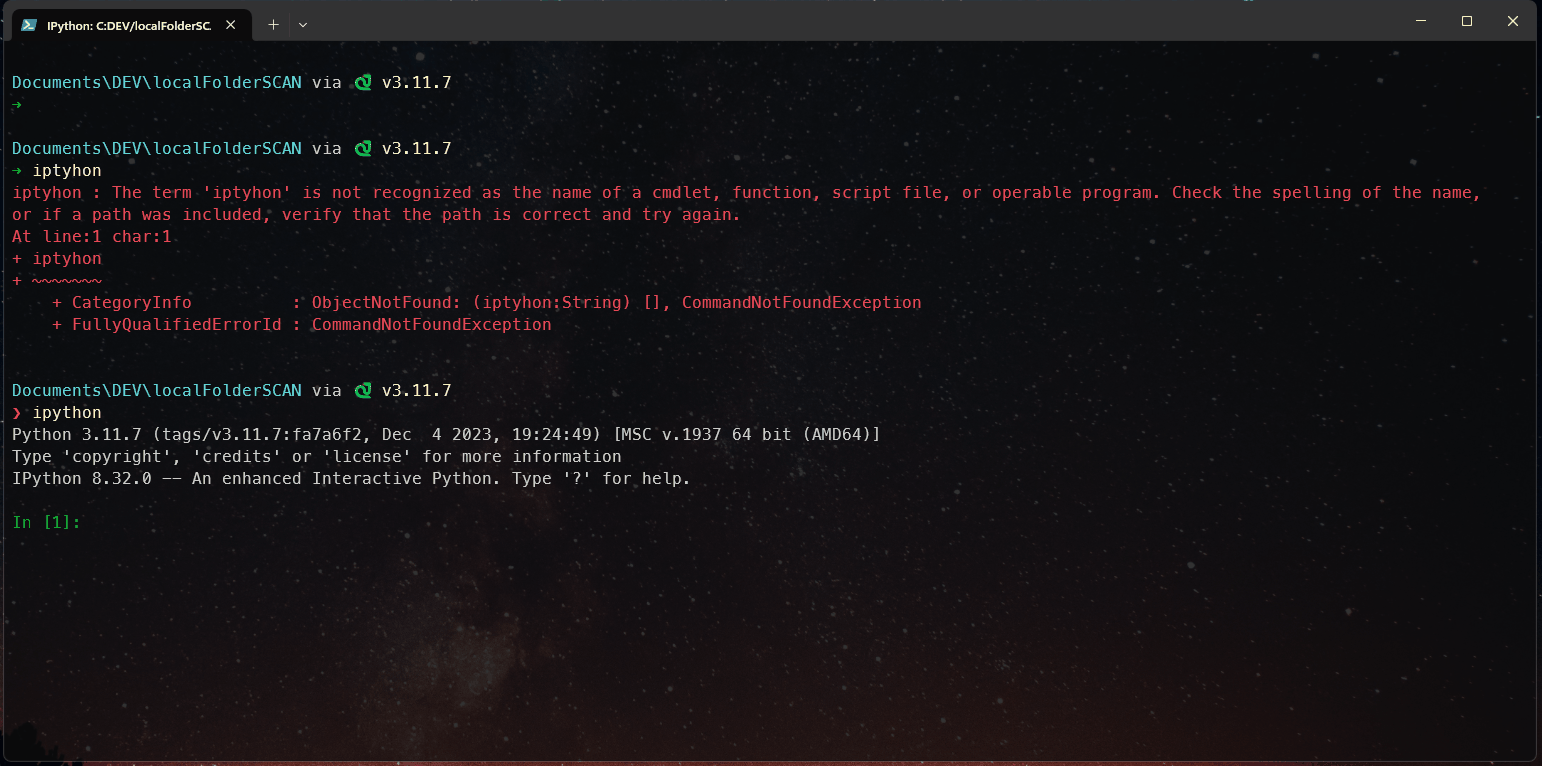 IPython: C:DEV/localFolderSC
Documents\DEV\localFolderSCAN via 🐍 v3.11.7
➜
Documents\DEV\localFolderSCAN via 🐍 v3.11.7
➜ iptyhon
iptyhon : The term 'iptyhon' is not recognized as the name of a cmdlet, function, script file, or operable program. Check the spelling of the name,
or if a path was included, verify that the path is correct and try again.
At line:1 char:1
+ iptyhon
+ ~~~~~~~
    + CategoryInfo          : ObjectNotFound: (iptyhon:String) [], CommandNotFoundException
    + FullyQualifiedErrorId : CommandNotFoundException
Documents\DEV\localFolderSCAN via 🐍 v3.11.7
❯ ipython
Python 3.11.7 (tags/v3.11.7:fa7a6f2, Dec  4 2023, 19:24:49) [MSC v.1937 64 bit (AMD64)]
Type 'copyright', 'credits' or 'license' for more information
IPython 8.32.0 -- An enhanced Interactive Python. Type '?' for help.
In [1]: